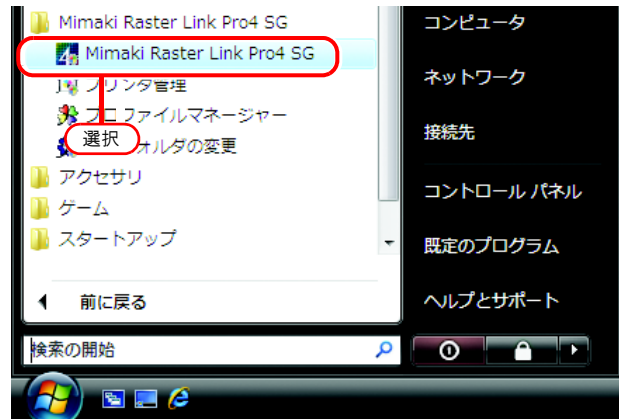 Mimaki Raster Link Pro4 SG
Mimaki Raster Link Pro4 SG
プリンタ管理
プロファイルマネージャー
選択
ォルダの変更
アクセサリ
ゲーム
スタートアップ
前に戻る
検索の開始
コンピュータ
ネットワーク
接続先
コントロール パネル
既定のプログラム
ヘルプとサポート